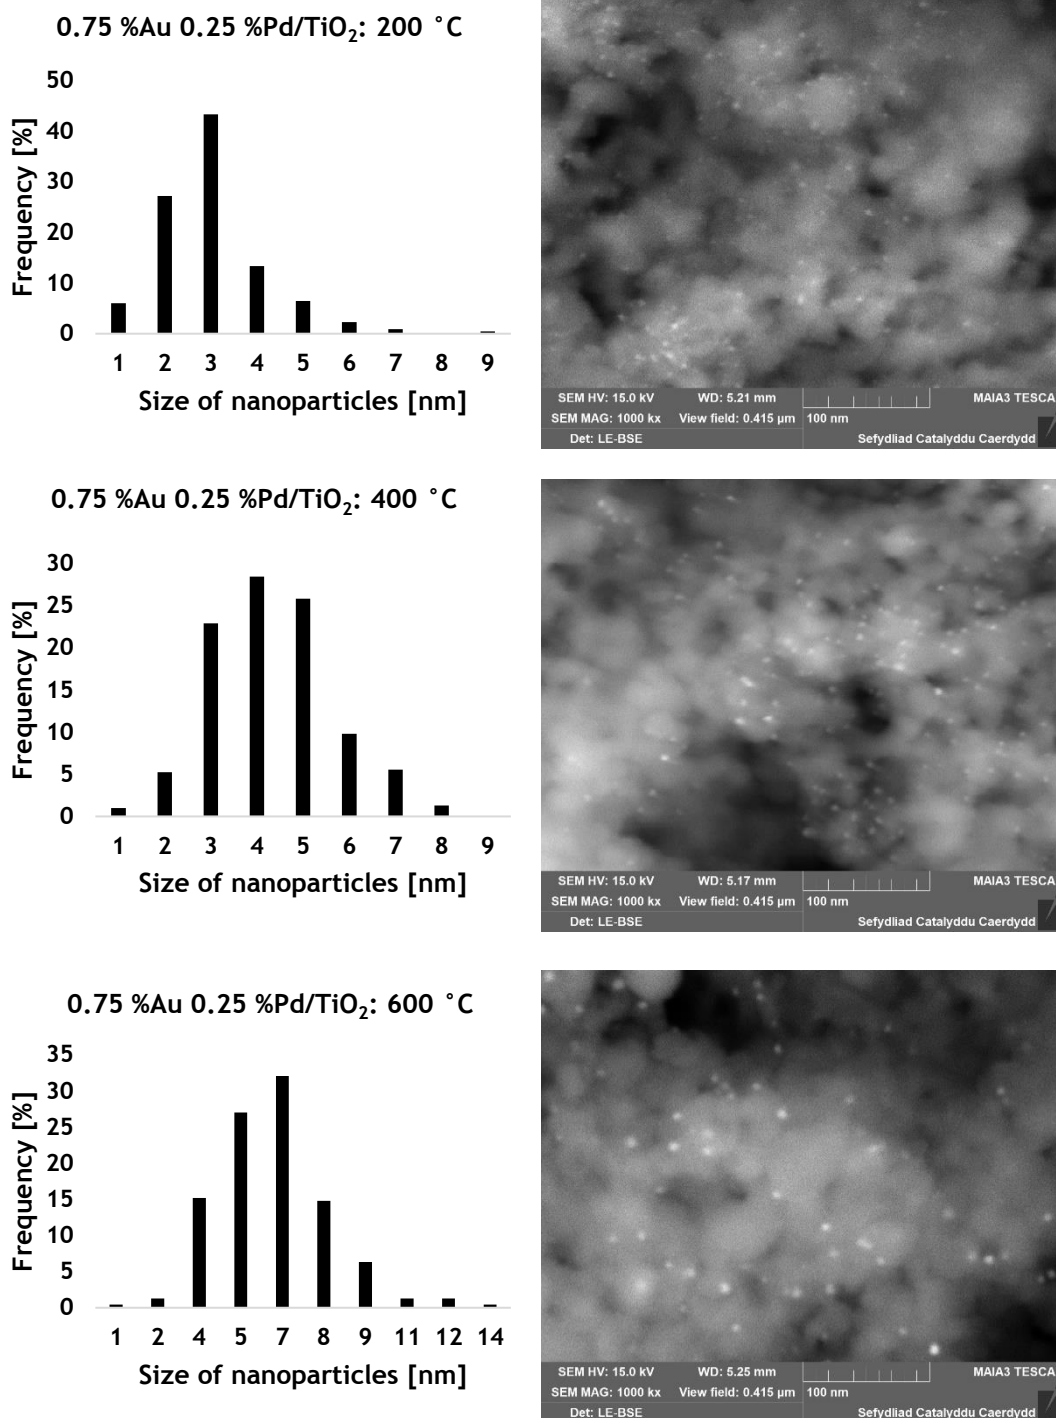 0.75 %Au 0.25 %Pd/TiO₂: 200 °C
50
40
30
20
10
0
Frequency [%]
1 2 3 4 5 6 7 8 9
Size of nanoparticles [nm]
SEM HV: 15.0 kV WD: 5.21 mm MAIA3 TESCA
SEM MAG: 1000 kx View field: 0.415 µm 100 nm
Det: LE-BSE Sefydliad Catalyddu Caerdydd
0.75 %Au 0.25 %Pd/TiO₂: 400 °C
30
25
20
15
10
5
0
Frequency [%]
1 2 3 4 5 6 7 8 9
Size of nanoparticles [nm]
SEM HV: 15.0 kV WD: 5.17 mm MAIA3 TESCA
SEM MAG: 1000 kx View field: 0.415 µm 100 nm
Det: LE-BSE Sefydliad Catalyddu Caerdydd
0.75 %Au 0.25 %Pd/TiO₂: 600 °C
35
30
25
20
15
10
5
0
Frequency [%]
1 2 4 5 7 8 9 11 12 14
Size of nanoparticles [nm]
SEM HV: 15.0 kV WD: 5.25 mm MAIA3 TESCA
SEM MAG: 1000 kx View field: 0.415 µm 100 nm
Det: LE-BSE Sefydliad Catalyddu Caerdydd